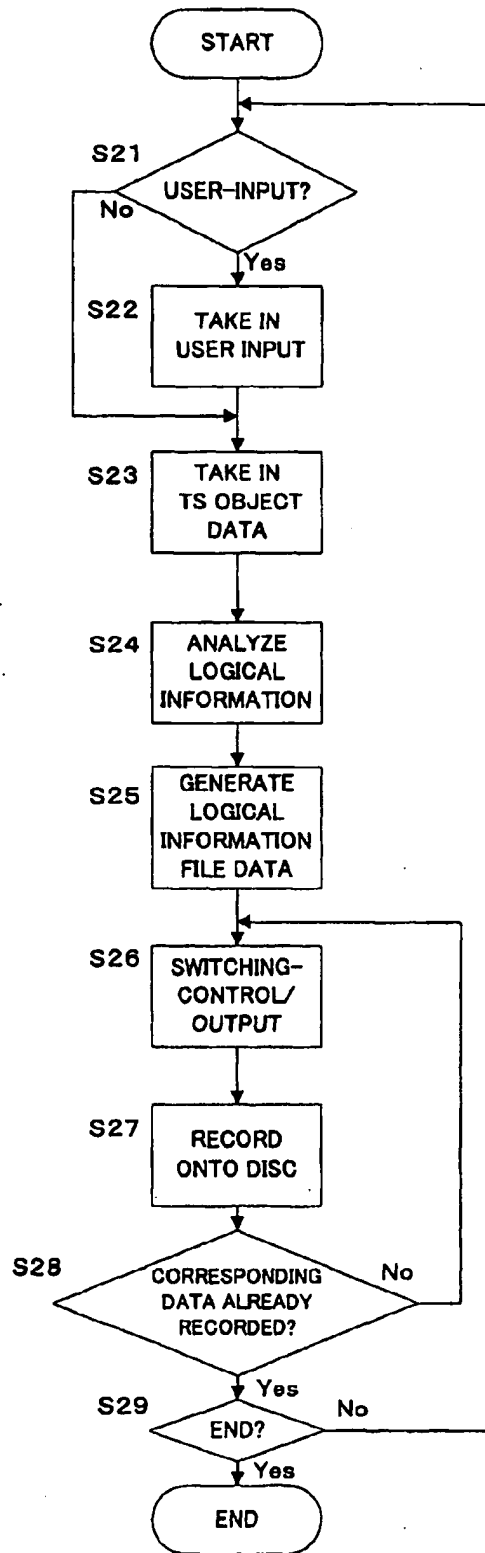 START
S21
USER-INPUT?
No
Yes
S22
TAKE IN
USER INPUT
S23
TAKE IN
TS OBJECT
DATA
S24
ANALYZE
LOGICAL
INFORMATION
S25
GENERATE
LOGICAL
INFORMATION
FILE DATA
S26
SWITCHING-
CONTROL/
OUTPUT
S27
RECORD
ONTO DISC
S28
CORRESPONDING
DATA ALREADY
RECORDED?
No
Yes
S29
END?
No
Yes
END